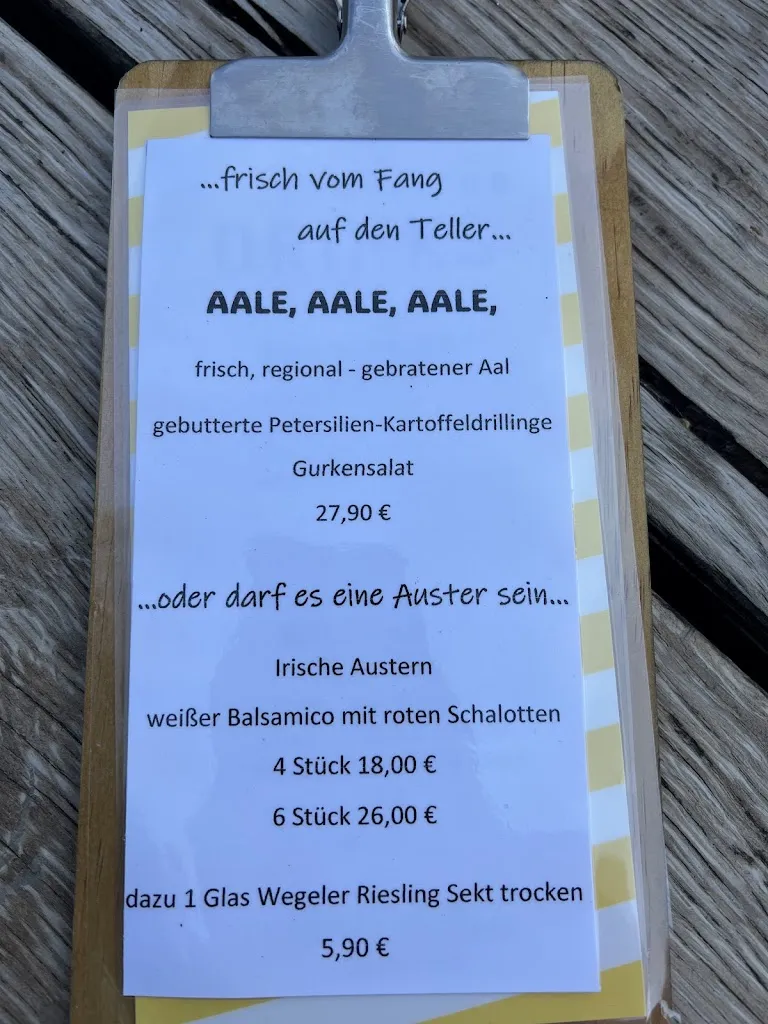 ...frisch vom Fang
auf den Teller...
AALE, AALE, AALE,
frisch, regional - gebratener Aal
gebutterte Petersilien-Kartoffeldrillinge
Gurkensalat
27,90 €
...oder darf es eine Auster sein...
Irische Austern
weißer Balsamico mit roten Schalotten
4 Stück 18,00 €
6 Stück 26,00 €
dazu 1 Glas Wegeler Riesling Sekt trocken
5,90 €